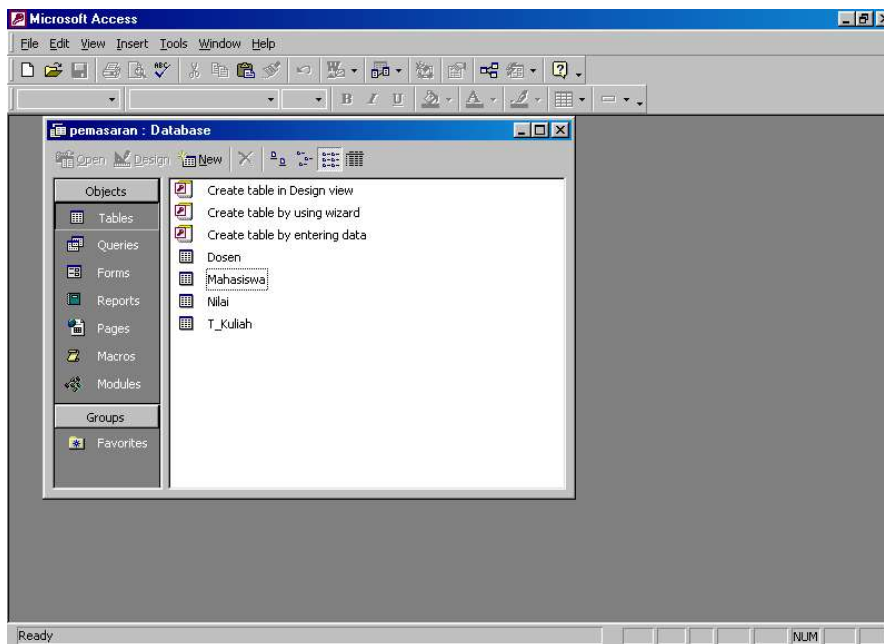 Microsoft Access
File Edit View Insert Tools Window Help
B I U A
pemasaran : Database
Open Design New
Objects
Tables
Queries
Forms
Reports
Pages
Macros
Modules
Groups
Favorites
Create table in Design view
Create table by using wizard
Create table by entering data
Dosen
Mahasiswa
Nilai
T_Kuliah
Ready NUM